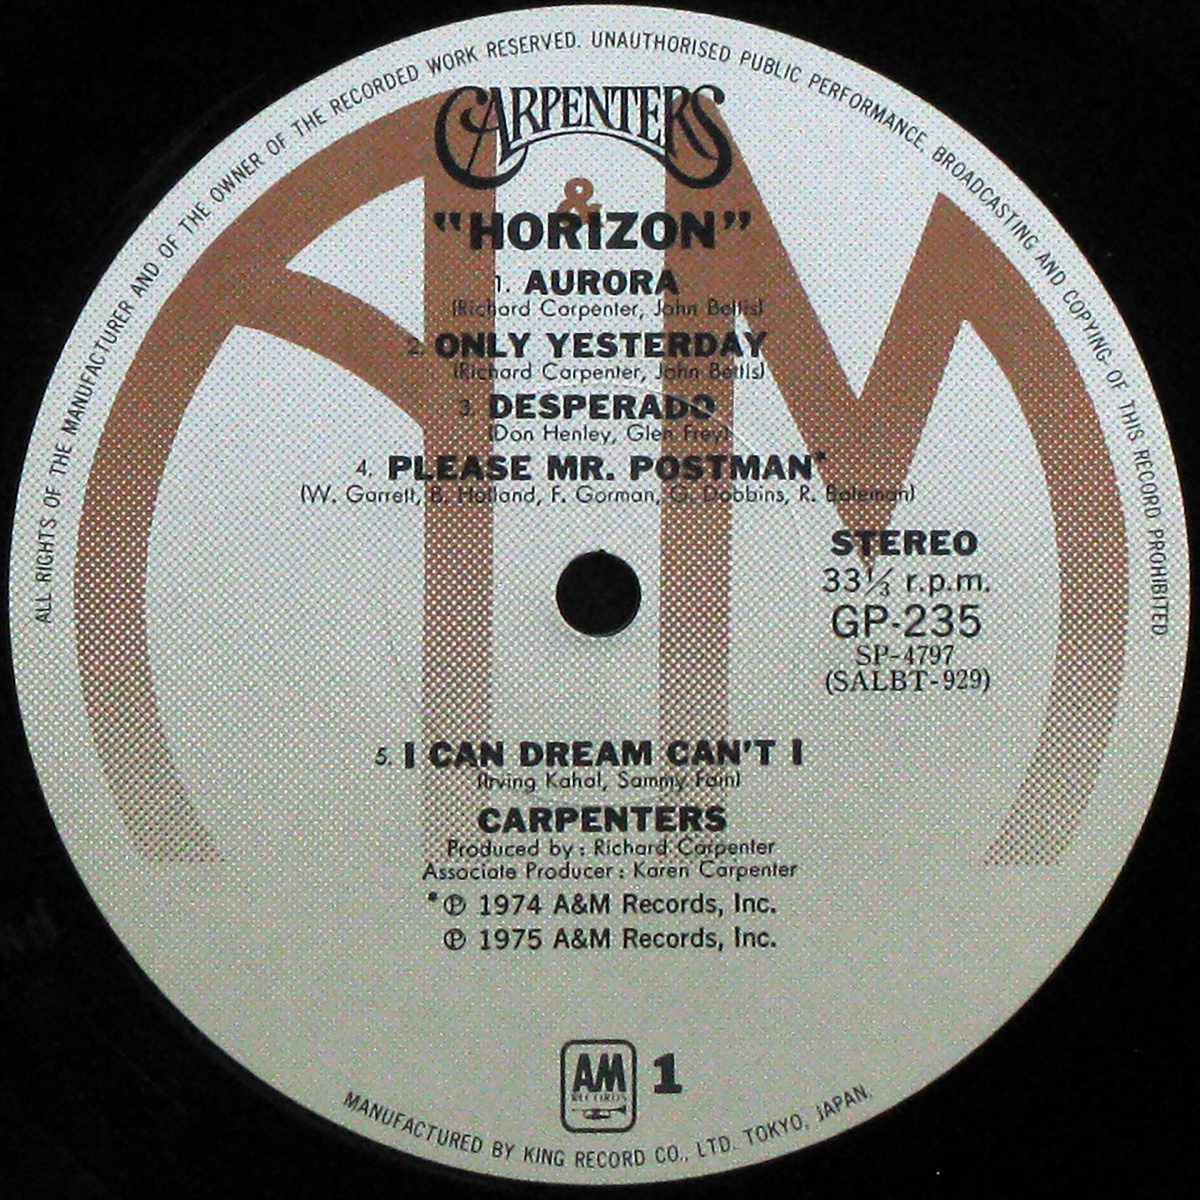 ALL RIGHTS OF THE MANUFACTURER AND OF THE OWNER OF THE RECORDED WORK RESERVED. UNAUTHORISED PUBLIC PERFORMANCE, BROADCASTING AND COPYING OF THIS RECORD PROHIBITED
CARPENTERS
&
"HORIZON"
1. AURORA
(Richard Carpenter, John Bettis)
2. ONLY YESTERDAY
(Richard Carpenter, John Bettis)
3. DESPERADO
(Don Henley, Glen Frey)
4. PLEASE MR. POSTMAN*
(W. Garrett, B. Holland, F. Gorman, G. Dobbins, R. Bateman)
STEREO
33⅓ r.p.m.
GP-235
SP-4797
(SALBT-929)
5. I CAN DREAM CAN'T I
(Irving Kahal, Sammy Fain)
CARPENTERS
Produced by : Richard Carpenter
Associate Producer : Karen Carpenter
*℗ 1974 A&M Records, Inc.
℗ 1975 A&M Records, Inc.
AM 1
RECORDS
MANUFACTURED BY KING RECORD CO., LTD. TOKYO, JAPAN.